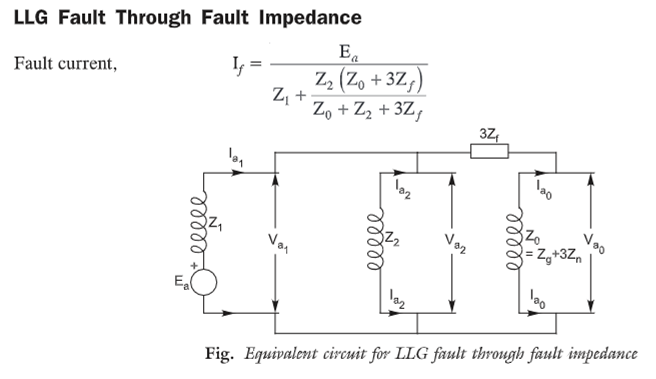 LLG Fault Through Fault Impedance
Fault current, I_f = E_a / (Z_1 + Z_2 (Z_0 + 3Z_f) / (Z_0 + Z_2 + 3Z_f))
3Z_f
I_a1
I_a2
I_a0
Z_1
V_a1
Z_2
V_a2
Z_0
= Z_g+3Z_n
V_a0
+
E_a
I_a2
I_a0
Fig. Equivalent circuit for LLG fault through fault impedance